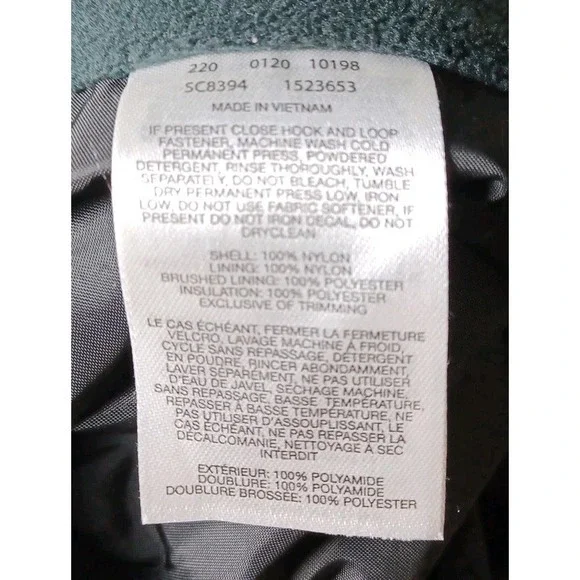 220 0120 10198
SC8394 1523653
MADE IN VIETNAM
IF PRESENT CLOSE HOOK AND LOOP
FASTENER, MACHINE WASH COLD
PERMANENT PRESS, POWDERED
DETERGENT, RINSE THOROUGHLY, WASH
SEPARATELY, DO NOT BLEACH, TUMBLE
DRY PERMANENT PRESS LOW, IRON
LOW, DO NOT USE FABRIC SOFTENER, IF
PRESENT DO NOT IRON DECAL, DO NOT
DRYCLEAN
SHELL: 100% NYLON
LINING: 100% NYLON
BRUSHED LINING: 100% POLYESTER
INSULATION: 100% POLYESTER
EXCLUSIVE OF TRIMMING
LE CAS ÉCHÉANT, FERMER LA FERMETURE
VELCRO, LAVAGE MACHINE À FROID,
CYCLE SANS REPASSAGE, DÉTERGENT
EN POUDRE, RINCER ABONDAMMENT,
LAVER SÉPARÉMENT, NE PAS UTILISER
D'EAU DE JAVEL, SÉCHAGE MACHINE,
SANS REPASSAGE, BASSE TEMPÉRATURE,
REPASSAGE À BASSE TEMPÉRATURE, NE
PAS UTILISER D'ASSOUPLISSANT, LE
CAS ÉCHÉANT, NE PAS REPASSER LA
DÉCALCOMANIE, NETTOYAGE À SEC
INTERDIT
EXTÉRIEUR: 100% POLYAMIDE
DOUBLURE: 100% POLYAMIDE
DOUBLURE BROSSÉE: 100% POLYESTER